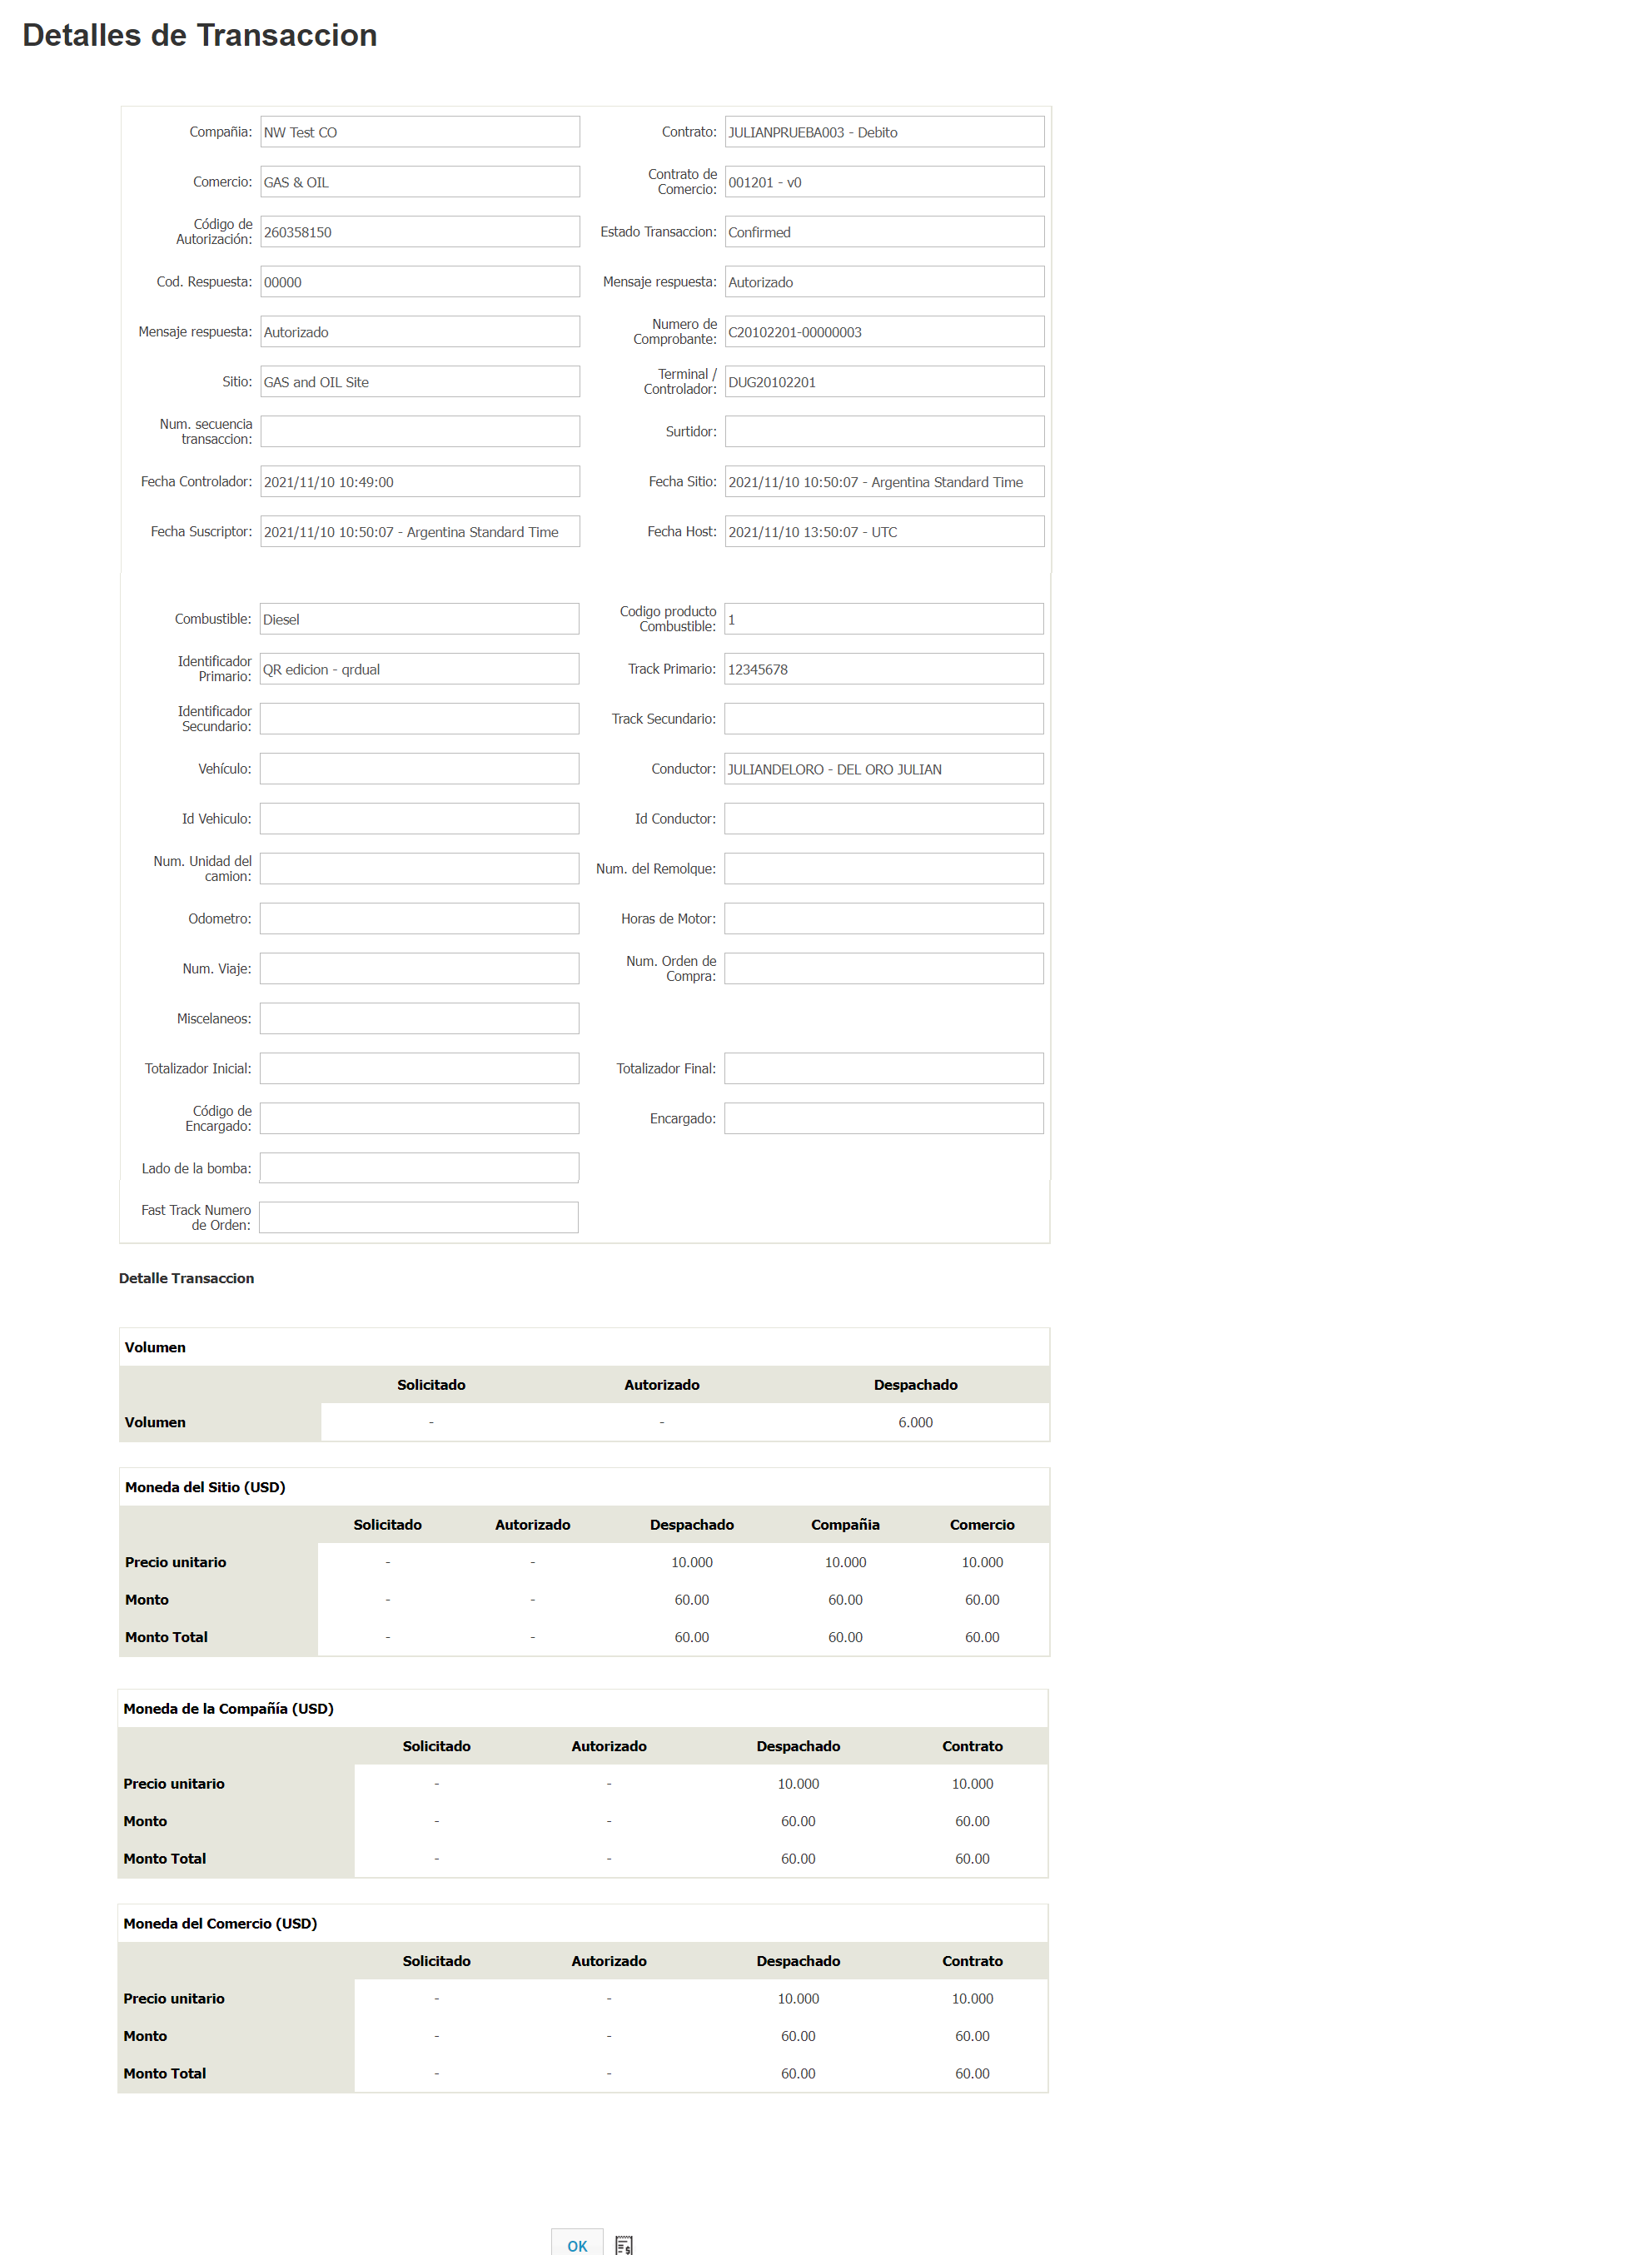 Detalles de Transaccion
Compañia: NW Test CO Contrato: JULIANPRUEBA003 - Debito
Comercio: GAS & OIL Contrato de Comercio: 001201 - v0
Código de Autorización: 260358150 Estado Transaccion: Confirmed
Cod. Respuesta: 00000 Mensaje respuesta: Autorizado
Mensaje respuesta: Autorizado Numero de Comprobante: C20102201-00000003
Sitio: GAS and OIL Site Terminal / Controlador: DUG20102201
Num. secuencia transaccion: Surtidor:
Fecha Controlador: 2021/11/10 10:49:00 Fecha Sitio: 2021/11/10 10:50:07 - Argentina Standard Time
Fecha Suscriptor: 2021/11/10 10:50:07 - Argentina Standard Time Fecha Host: 2021/11/10 13:50:07 - UTC
Combustible: Diesel Codigo producto Combustible: 1
Identificador Primario: QR edicion - qrdual Track Primario: 12345678
Identificador Secundario: Track Secundario:
Vehículo: Conductor: JULIANDELORO - DEL ORO JULIAN
Id Vehiculo: Id Conductor:
Num. Unidad del camion: Num. del Remolque:
Odometro: Horas de Motor:
Num. Viaje: Num. Orden de Compra:
Miscelaneos:
Totalizador Inicial: Totalizador Final:
Código de Encargado: Encargado:
Lado de la bomba:
Fast Track Numero de Orden:
Detalle Transaccion
Volumen
Solicitado Autorizado Despachado
Volumen - - 6.000
Moneda del Sitio (USD)
Solicitado Autorizado Despachado Compañia Comercio
Precio unitario - - 10.000 10.000 10.000
Monto - - 60.00 60.00 60.00
Monto Total - - 60.00 60.00 60.00
Moneda de la Compañía (USD)
Solicitado Autorizado Despachado Contrato
Precio unitario - - 10.000 10.000
Monto - - 60.00 60.00
Monto Total - - 60.00 60.00
Moneda del Comercio (USD)
Solicitado Autorizado Despachado Contrato
Precio unitario - - 10.000 10.000
Monto - - 60.00 60.00
Monto Total - - 60.00 60.00
OK